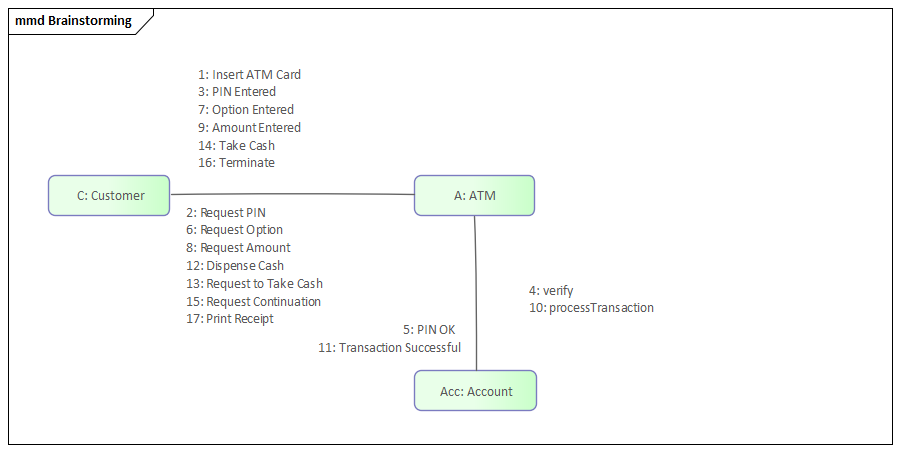 mmd Brainstorming
1: Insert ATM Card
3: PIN Entered
7: Option Entered
9: Amount Entered
14: Take Cash
16: Terminate
C: Customer
A: ATM
2: Request PIN
6: Request Option
8: Request Amount
12: Dispense Cash
13: Request to Take Cash
15: Request Continuation
17: Print Receipt
4: verify
10: processTransaction
5: PIN OK
11: Transaction Successful
Acc: Account